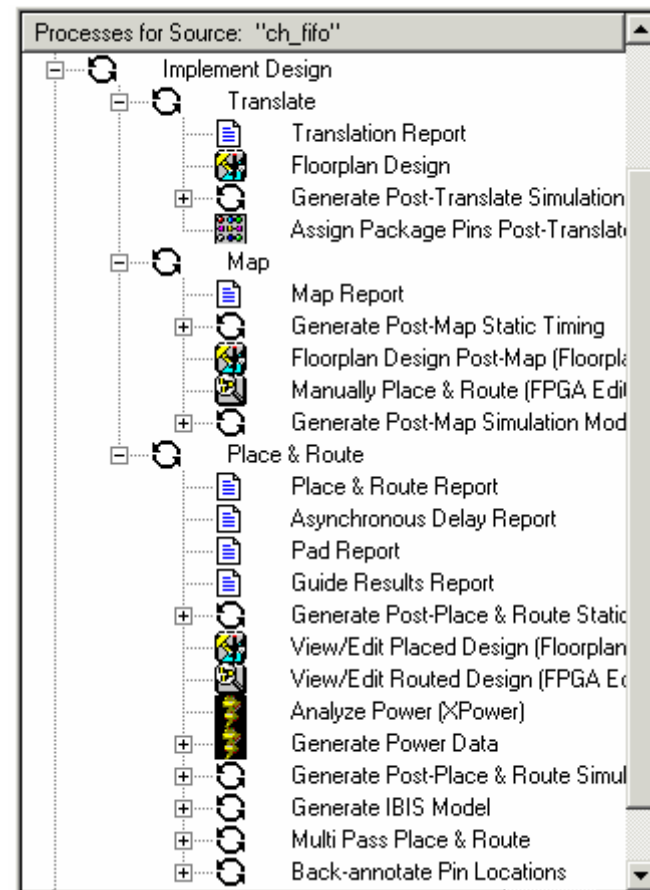 Processes for Source: "ch_fifo"
Implement Design
Translate
Translation Report
Floorplan Design
Generate Post-Translate Simulation
Assign Package Pins Post-Translat
Map
Map Report
Generate Post-Map Static Timing
Floorplan Design Post-Map (Floorpla
Manually Place & Route (FPGA Edit
Generate Post-Map Simulation Mod
Place & Route
Place & Route Report
Asynchronous Delay Report
Pad Report
Guide Results Report
Generate Post-Place & Route Static
View/Edit Placed Design (Floorplan
View/Edit Routed Design (FPGA Ed
Analyze Power (XPower)
Generate Power Data
Generate Post-Place & Route Simul
Generate IBIS Model
Multi Pass Place & Route
Back-annotate Pin Locations